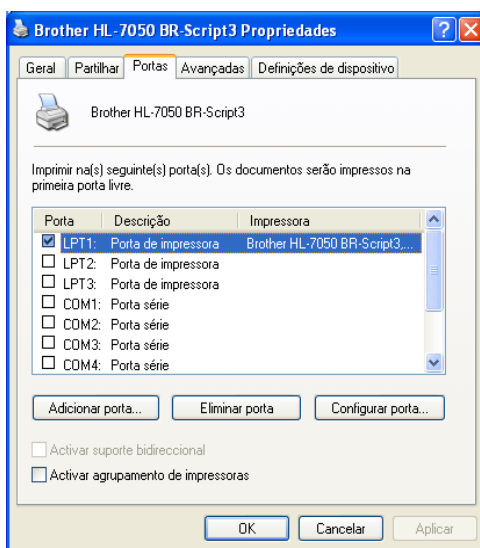 Brother HL-7050 BR-Script3 Propriedades
Geral Partilhar Portas Avançadas Definições de dispositivo
Brother HL-7050 BR-Script3
Imprimir na(s) seguinte(s) porta(s). Os documentos serão impressos na
primeira porta livre.
Porta Descrição Impressora
LPT1: Porta de impressora Brother HL-7050 BR-Script3,...
LPT2: Porta de impressora
LPT3: Porta de impressora
COM1: Porta série
COM2: Porta série
COM3: Porta série
COM4: Porta série
Adicionar porta... Eliminar porta Configurar porta...
Activar suporte bidireccional
Activar agrupamento de impressoras
OK Cancelar Aplicar